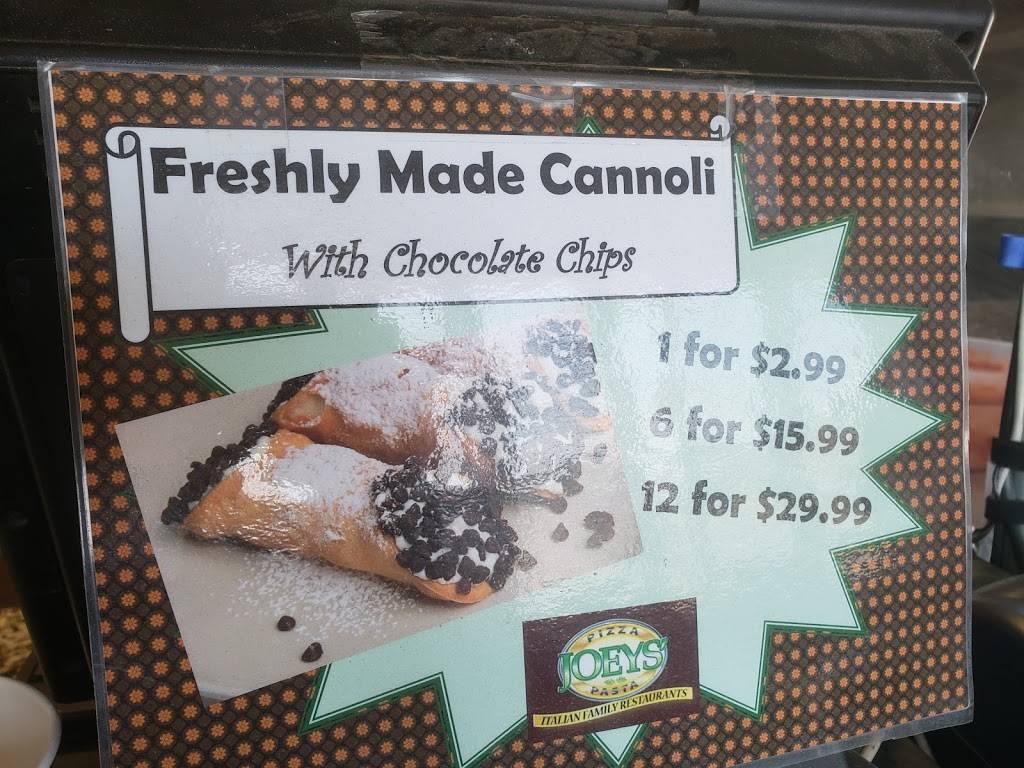 Freshly Made Cannoli
With Chocolate Chips
1 for $2.99
6 for $15.99
12 for $29.99
PIZZA
JOEYS'
PASTA
ITALIAN FAMILY RESTAURANTS